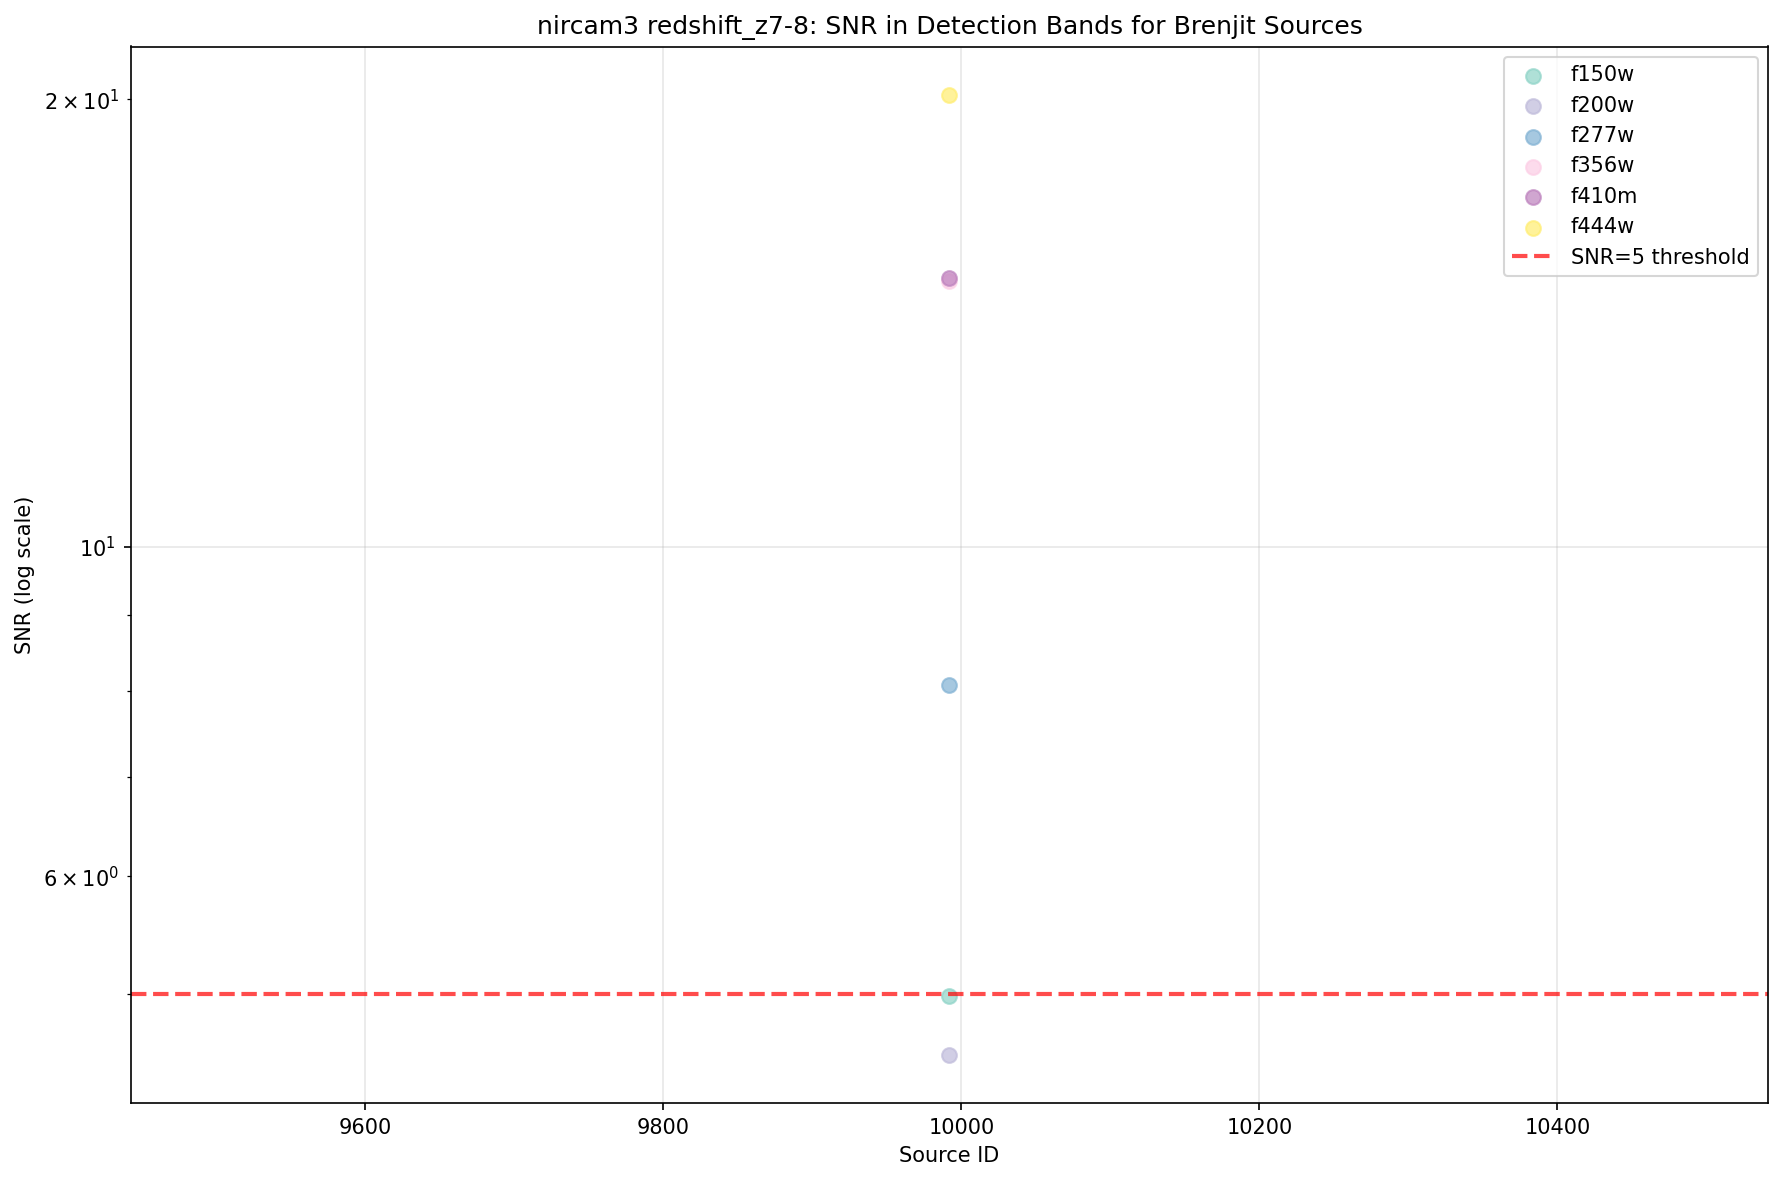 nircam3 redshift_z7-8: SNR in Detection Bands for Brenjit Sources
f150w
f200w
f277w
f356w
f410m
f444w
SNR=5 threshold
SNR (log scale)
2 × 10¹
10¹
6 × 10⁰
9600
9800
10000
10200
10400
Source ID